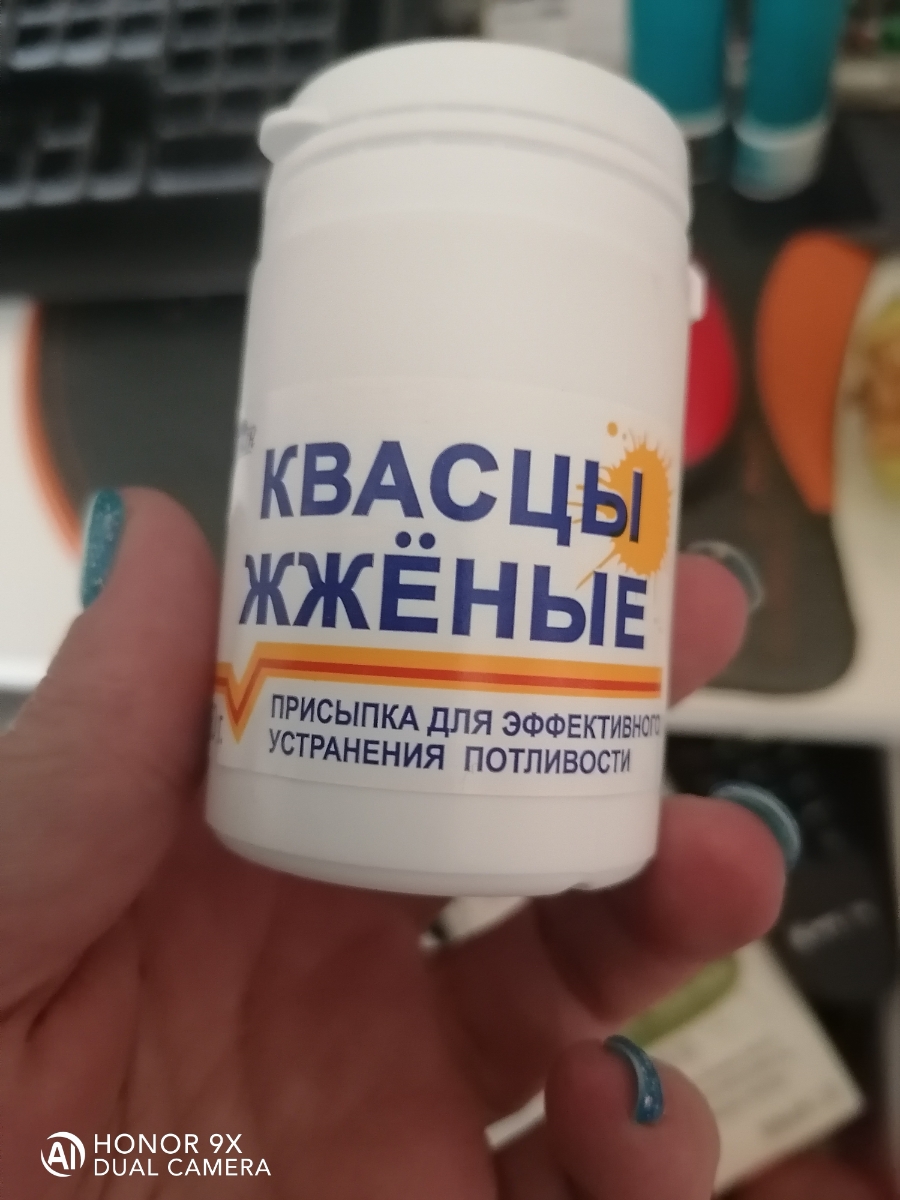 КВАСЦЫ
ЖЖЁНЫЕ
ПРИСЫПКА ДЛЯ ЭФФЕКТИВНОГО
УСТРАНЕНИЯ ПОТЛИВОСТИ
HONOR 9X
DUAL CAMERA